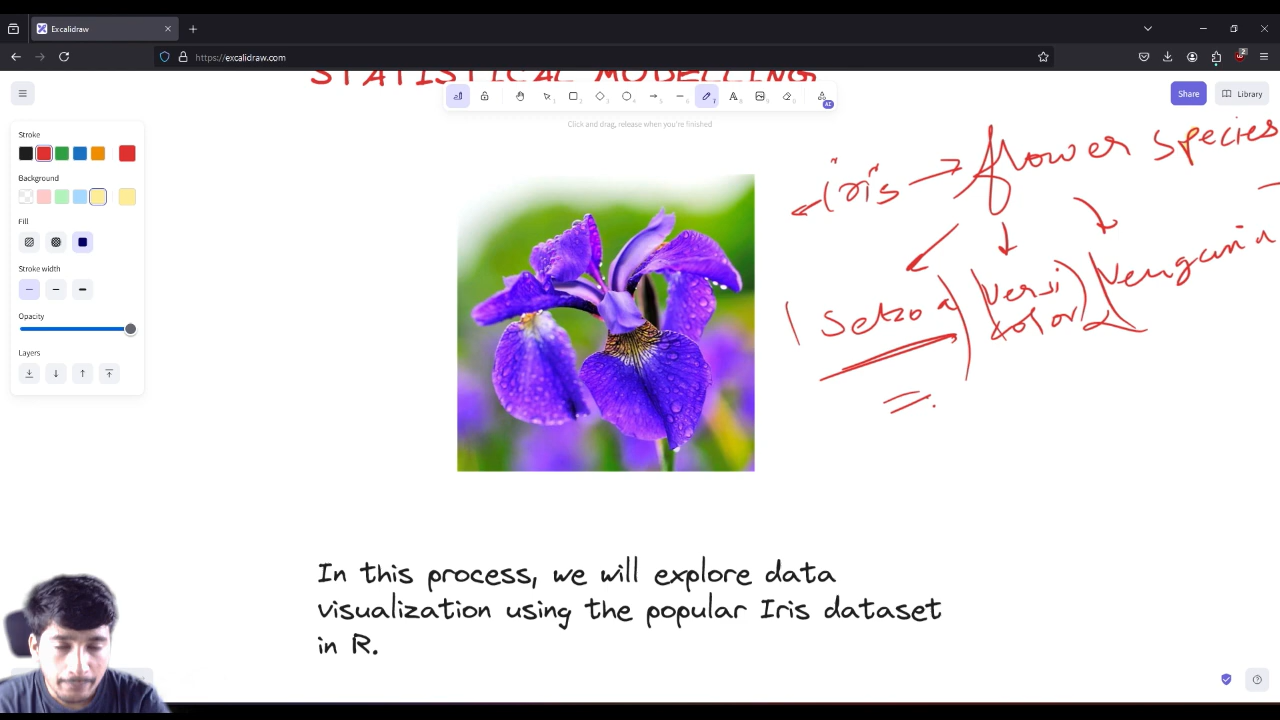 Excalidraw
https://excalidraw.com
STATISTICAL MODELLING
Share
Library
Click and drag, release when you're finished
Stroke
Background
Fill
Stroke width
Opacity
Layers
"iris" → flower species
Setzo a
Versi
color
In this process, we will explore data
visualization using the popular Iris dataset
in R.